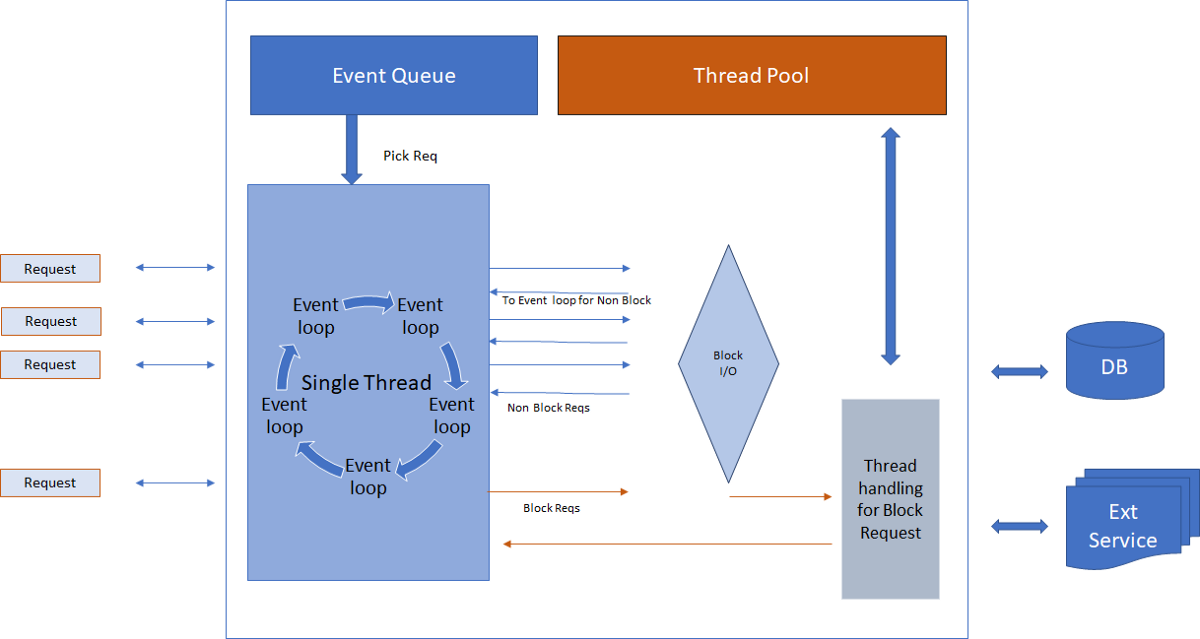 Event Queue
Thread Pool
Pick Req
Request
Request
Request
Request
Event
loop
Event
loop
Single Thread
Event
loop
Event
loop
Event
loop
To Event loop for Non Block
Non Block Reqs
Block Reqs
Block
I/O
Thread
handling
for Block
Request
DB
Ext
Service